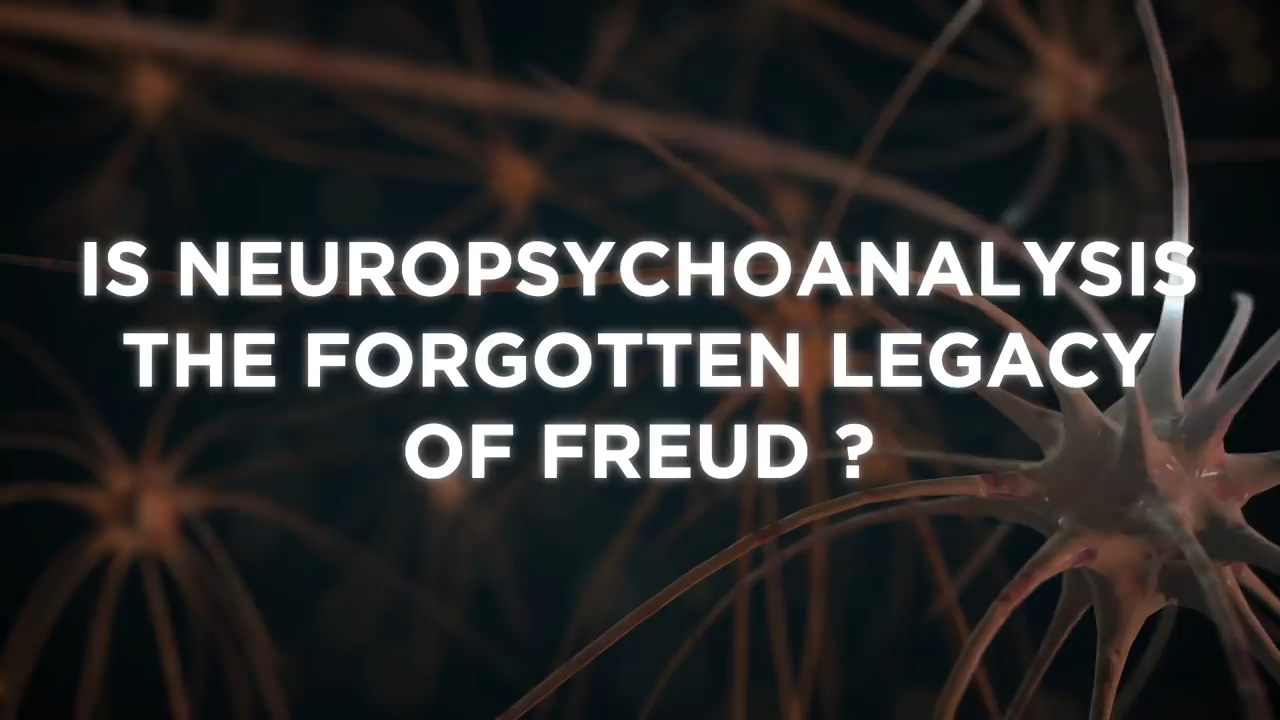 IS NEUROPSYCHOANALYSIS
THE FORGOTTEN LEGACY
OF FREUD ?